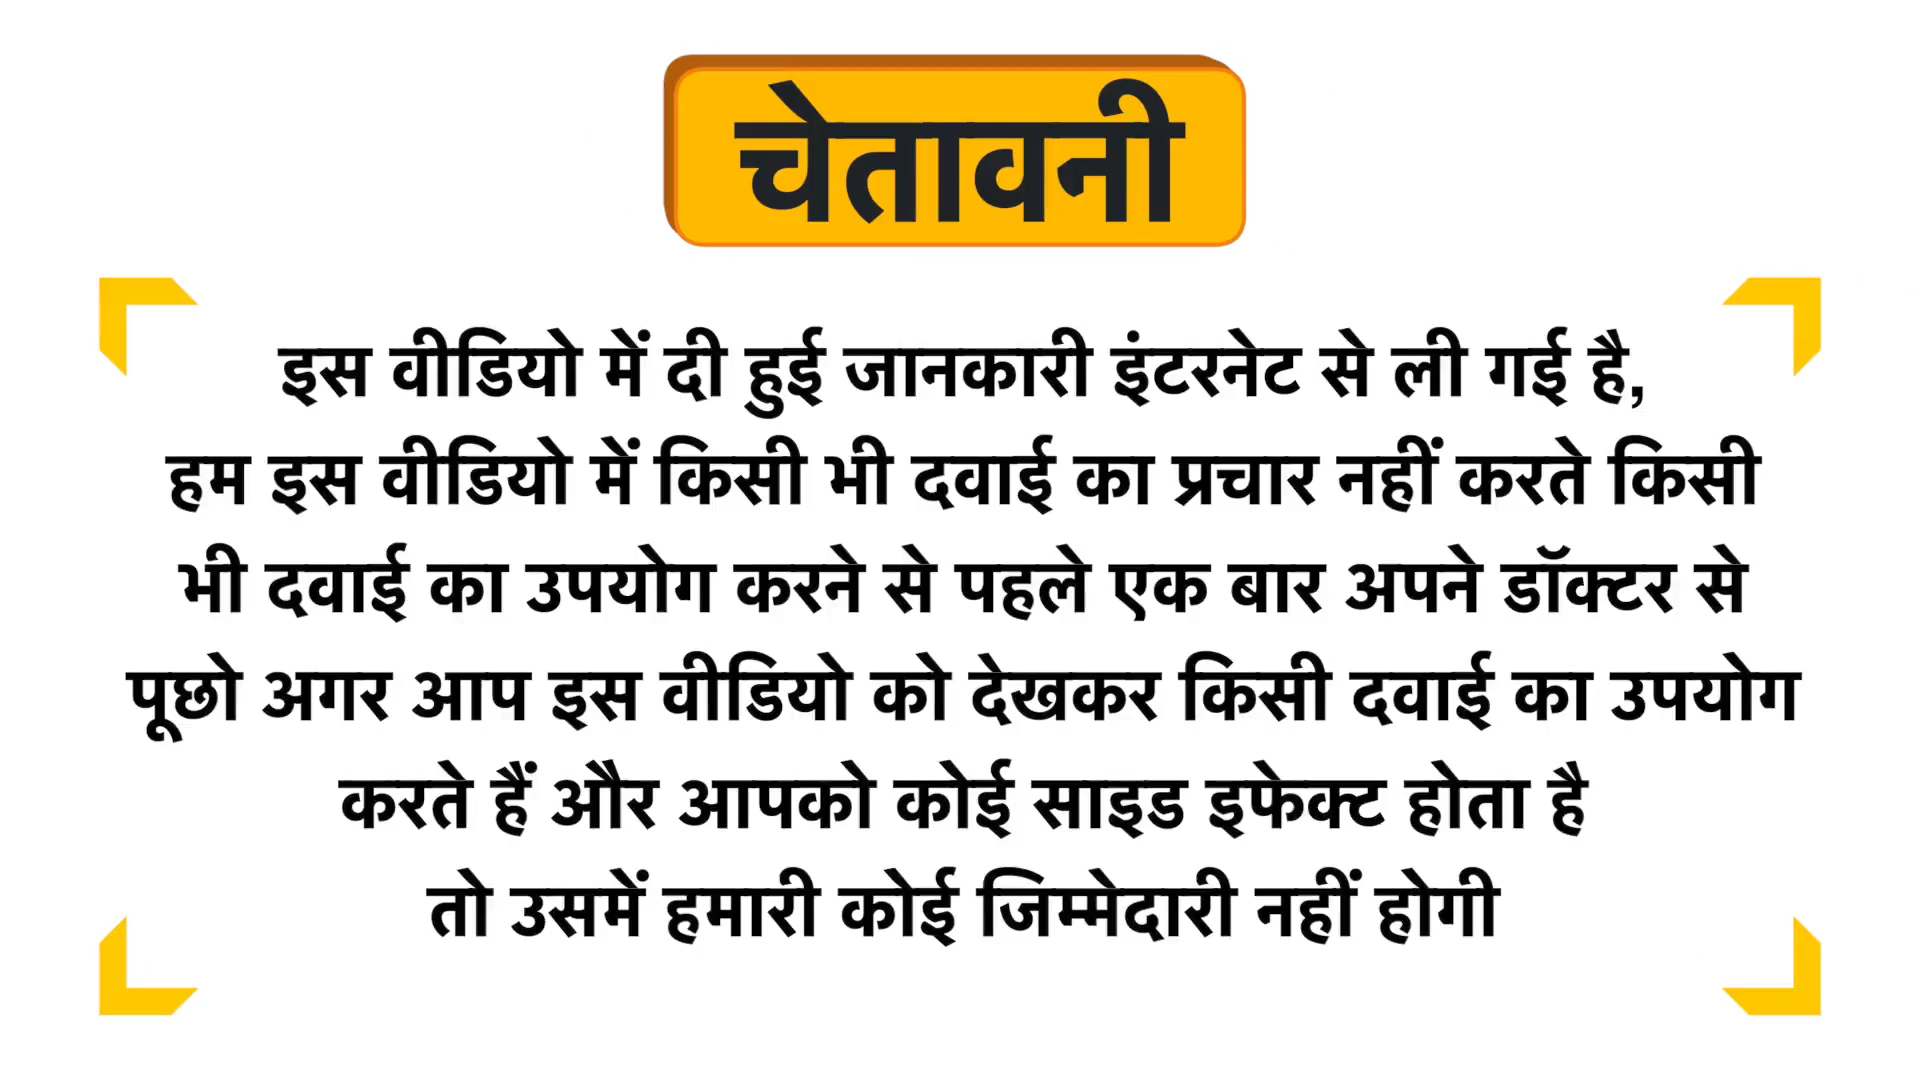 चेतावनी
इस वीडियो में दी हुई जानकारी इंटरनेट से ली गई है,
हम इस वीडियो में किसी भी दवाई का प्रचार नहीं करते किसी
भी दवाई का उपयोग करने से पहले एक बार अपने डॉक्टर से
पूछो अगर आप इस वीडियो को देखकर किसी दवाई का उपयोग
करते हैं और आपको कोई साइड इफेक्ट होता है
तो उसमें हमारी कोई जिम्मेदारी नहीं होगी